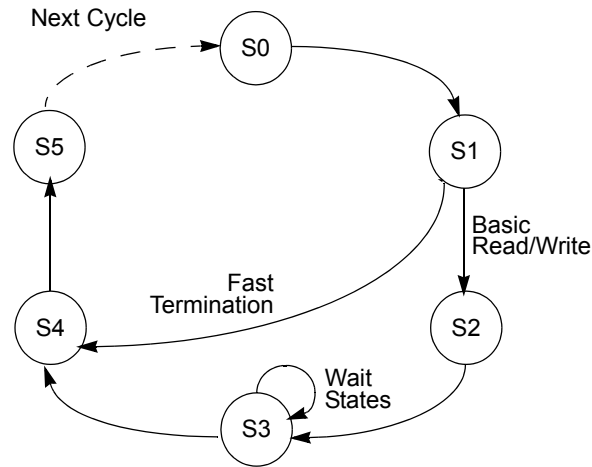 Next Cycle
S0
S5
S1
Basic
Read/Write
Fast
Termination
S4
S2
Wait
States
S3